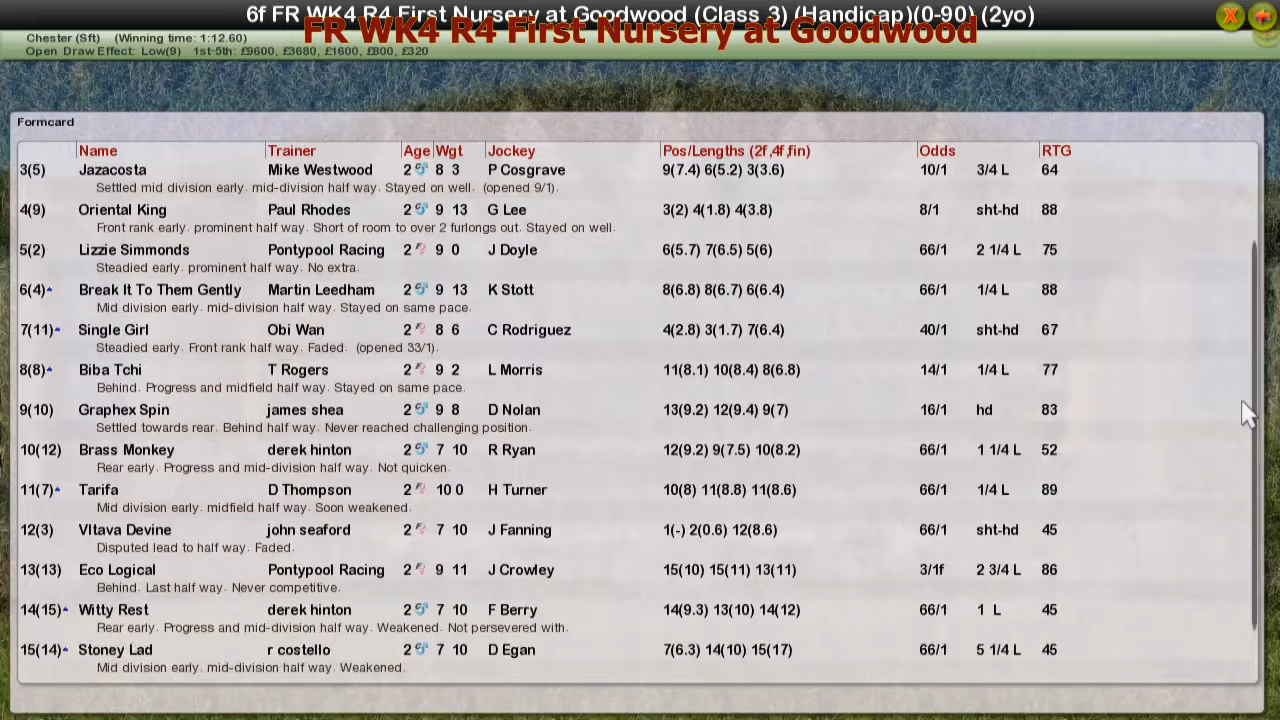 6f FR WK4 R4 First Nursery at Goodwood (Class 3) (Handicap)(0-90) (2yo)
FR WK4 R4 First Nursery at Goodwood
Chester (Sft) (Winning time: 1:12.60)
Open Draw Effect: Low(9) 1st-5th: £9600, £3680, £1600, £800, £320
Formcard
Name Trainer Age Wgt Jockey Pos/Lengths (2f,4f,fin) Odds RTG
3(5) Jazacosta Mike Westwood 2 8 3 P Cosgrave 9(7.4) 6(5.2) 3(3.6) 10/1 3/4 L 64
Settled mid division early. mid-division half way. Stayed on well. (opened 9/1).
4(9) Oriental King Paul Rhodes 2 9 13 G Lee 3(2) 4(1.8) 4(3.8) 8/1 sht-hd 88
Front rank early. prominent half way. Short of room to over 2 furlongs out. Stayed on well.
5(2) Lizzie Simmonds Pontypool Racing 2 9 0 J Doyle 6(5.7) 7(6.5) 5(6) 66/1 2 1/4 L 75
Steadied early. prominent half way. No extra.
6(4) Break It To Them Gently Martin Leedham 2 9 13 K Stott 8(6.8) 8(6.7) 6(6.4) 66/1 1/4 L 88
Mid division early. mid-division half way. Stayed on same pace.
7(11) Single Girl Obi Wan 2 8 6 C Rodriguez 4(2.8) 3(1.7) 7(6.4) 40/1 sht-hd 67
Steadied early. Front rank half way. Faded. (opened 33/1).
8(8) Biba Tchi T Rogers 2 9 2 L Morris 11(8.1) 10(8.4) 8(6.8) 14/1 1/4 L 77
Behind. Progress and midfield half way. Stayed on same pace.
9(10) Graphex Spin james shea 2 9 8 D Nolan 13(9.2) 12(9.4) 9(7) 16/1 hd 83
Settled towards rear. Behind half way. Never reached challenging position.
10(12) Brass Monkey derek hinton 2 7 10 R Ryan 12(9.2) 9(7.5) 10(8.2) 66/1 1 1/4 L 52
Rear early. Progress and mid-division half way. Not quicken.
11(7) Tarifa D Thompson 2 10 0 H Turner 10(8) 11(8.8) 11(8.6) 66/1 1/4 L 89
Mid division early. midfield half way. Soon weakened.
12(3) Vltava Devine john seaford 2 7 10 J Fanning 1(-) 2(0.6) 12(8.6) 66/1 sht-hd 45
Disputed lead to half way. Faded.
13(13) Eco Logical Pontypool Racing 2 9 11 J Crowley 15(10) 15(11) 13(11) 3/1f 2 3/4 L 86
Behind. Last half way. Never competitive.
14(15) Witty Rest derek hinton 2 7 10 F Berry 14(9.3) 13(10) 14(12) 66/1 1 L 45
Rear early. Progress and mid-division half way. Weakened. Not persevered with.
15(14) Stoney Lad r costello 2 7 10 D Egan 7(6.3) 14(10) 15(17) 66/1 5 1/4 L 45
Mid division early. mid-division half way. Weakened.